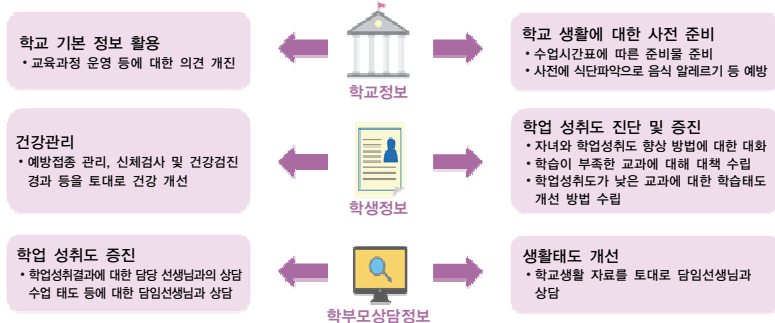 학교 기본 정보 활용
• 교육과정 운영 등에 대한 의견 개진
학교정보
학교 생활에 대한 사전 준비
• 수업시간표에 따른 준비물 준비
• 사전에 식단파악으로 음식 알레르기 등 예방
건강관리
• 예방접종 관리, 신체검사 및 건강검진
경과 등을 토대로 건강 개선
학생정보
학업 성취도 진단 및 증진
• 자녀와 학업성취도 향상 방법에 대한 대화
• 학습이 부족한 교과에 대해 대책 수립
• 학업성취도가 낮은 교과에 대한 학습태도
개선 방법 수립
학업 성취도 증진
• 학업성취결과에 대한 담당 선생님과의 상담
수업 태도 등에 대한 담임선생님과 상담
학부모상담정보
생활태도 개선
• 학교생활 자료를 토대로 담임선생님과
상담